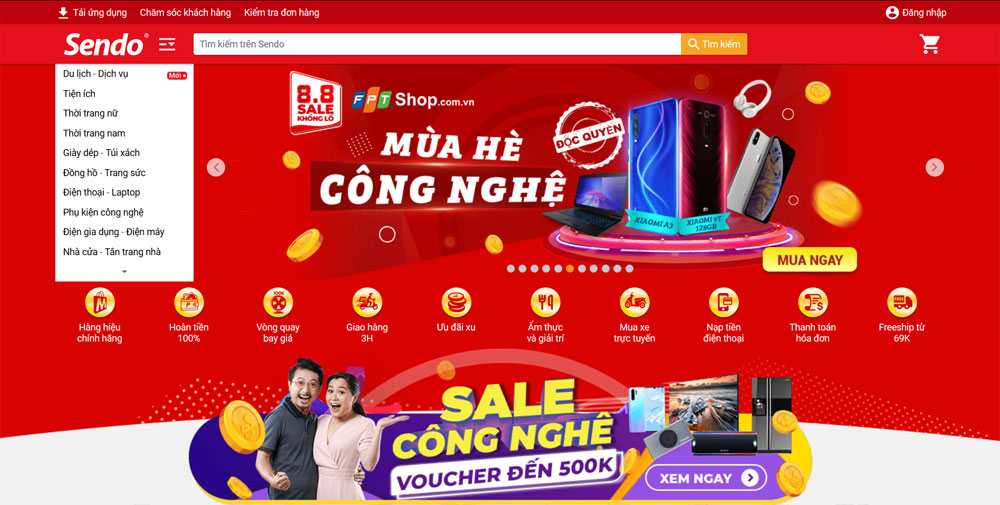 Tải ứng dụng Chăm sóc khách hàng Kiểm tra đơn hàng Đăng nhập
Sendo®
Tìm kiếm trên Sendo Tìm kiếm
Du lịch - Dịch vụ Mới
Tiện ích
Thời trang nữ
Thời trang nam
Giày dép - Túi xách
Đồng hồ - Trang sức
Điện thoại - Laptop
Phụ kiện công nghệ
Điện gia dụng - Điện máy
Nhà cửa - Tân trang nhà
8.8
SALE
KHỔNG LỒ
FPT Shop.com.vn
MÙA HÈ
CÔNG NGHỆ
ĐỘC QUYỀN
XIAOMI A3
XIAOMI 9T
128GB
MUA NGAY
Hàng hiệu
chính hãng
Hoàn tiền
100%
Vòng quay
bay giá
Giao hàng
3H
Ưu đãi xu
Ẩm thực
và giải trí
Mua xe
trực tuyến
Nạp tiền
điện thoại
Thanh toán
hóa đơn
Freeship từ
69K
SALE
CÔNG NGHỆ
VOUCHER ĐẾN 500K
XEM NGAY